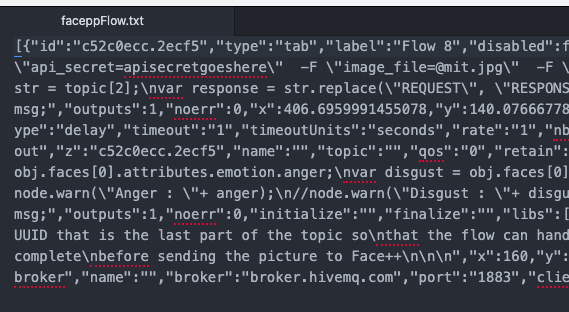 faceppFlow.txt
[{"id":"c52c0ecc.2ecf5","type":"tab","label":"Flow 8","disabled":f
\"api_secret=apisecretgoeshere\"  -F \"image_file=@mit.jpg\"  -F \
str = topic[2];\nvar response = str.replace(\"REQUEST\", \"RESPONS
msg;","outputs":1,"noerr":0,"x":406.6959991455078,"y":140.07666778
ype":"delay","timeout":"1","timeoutUnits":"seconds","rate":"1","nb
out","z":"c52c0ecc.2ecf5","name":"","topic":"","qos":"0","retain":
obj.faces[0].attributes.emotion.anger;\nvar disgust = obj.faces[0]
node.warn(\"Anger : \"+ anger);\n//node.warn(\"Disgust : \"+ disgu
msg;","outputs":1,"noerr":0,"initialize":"","finalize":"","libs":[
UUID that is the last part of the topic so\nthat the flow can hand
complete\nbefore sending the picture to Face++\n\n\n","x":160,"y":
broker","name":"","broker":"broker.hivemq.com","port":"1883","clie